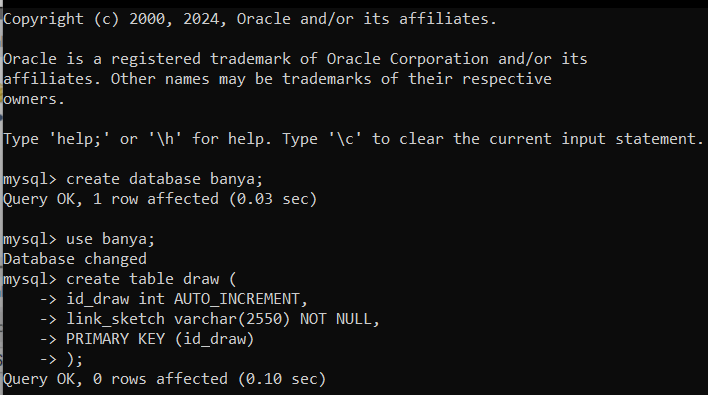 Copyright (c) 2000, 2024, Oracle and/or its affiliates.
Oracle is a registered trademark of Oracle Corporation and/or its
affiliates. Other names may be trademarks of their respective
owners.
Type 'help;' or '\h' for help. Type '\c' to clear the current input statement.
mysql> create database banya;
Query OK, 1 row affected (0.03 sec)
mysql> use banya;
Database changed
mysql> create table draw (
    -> id_draw int AUTO_INCREMENT,
    -> link_sketch varchar(2550) NOT NULL,
    -> PRIMARY KEY (id_draw)
    -> );
Query OK, 0 rows affected (0.10 sec)